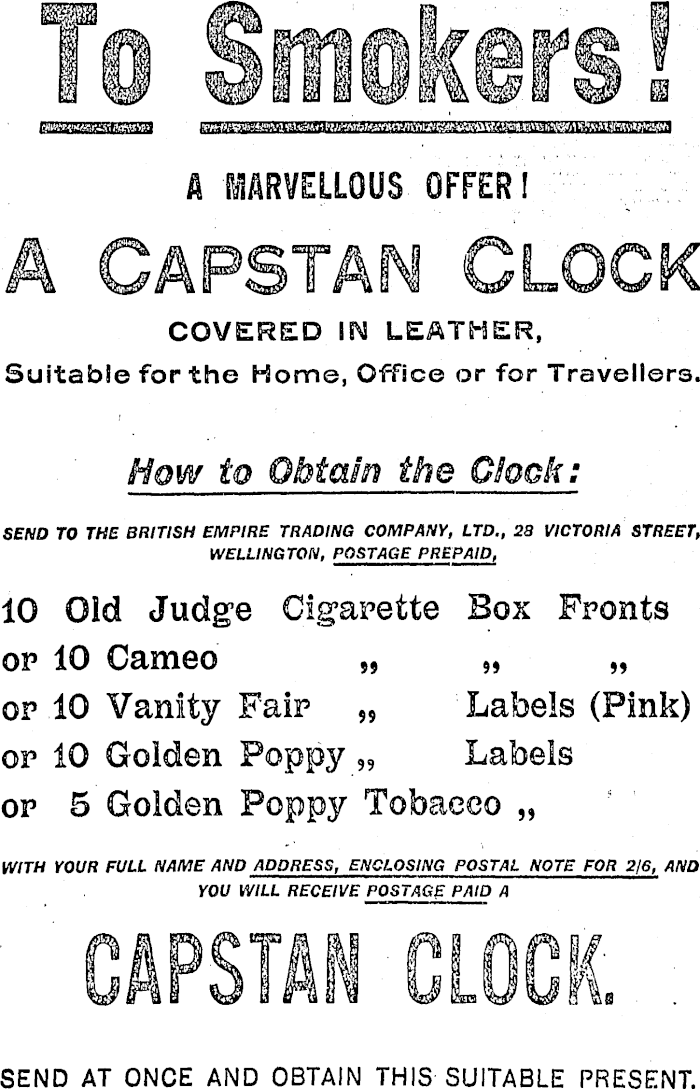 To Smokers!
A MARVELLOUS OFFER!
A CAPSTAN CLOCK
COVERED IN LEATHER,
Suitable for the Home, Office or for Travellers.
How to Obtain the Clock:
SEND TO THE BRITISH EMPIRE TRADING COMPANY, LTD., 28 VICTORIA STREET,
WELLINGTON, POSTAGE PREPAID,
10 Old Judge Cigarette Box Fronts
or 10 Cameo „ „ „
or 10 Vanity Fair „ Labels (Pink)
or 10 Golden Poppy „ Labels
or 5 Golden Poppy Tobacco „
WITH YOUR FULL NAME AND ADDRESS, ENCLOSING POSTAL NOTE FOR 2/6, AND
YOU WILL RECEIVE POSTAGE PAID A
CAPSTAN CLOCK.
SEND AT ONCE AND OBTAIN THIS SUITABLE PRESENT.